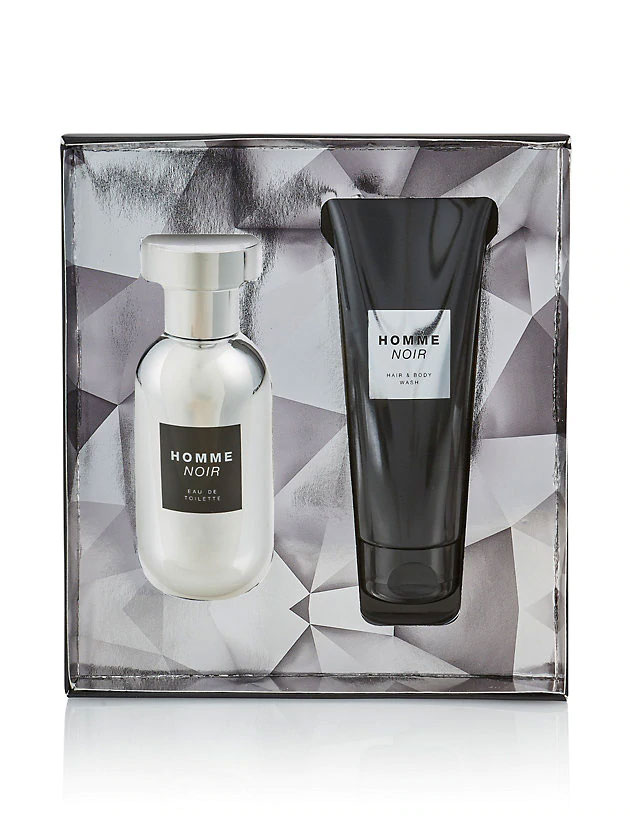 HOMME
NOIR
EAU DE
TOILETTE
HOMME
NOIR
HAIR & BODY
WASH